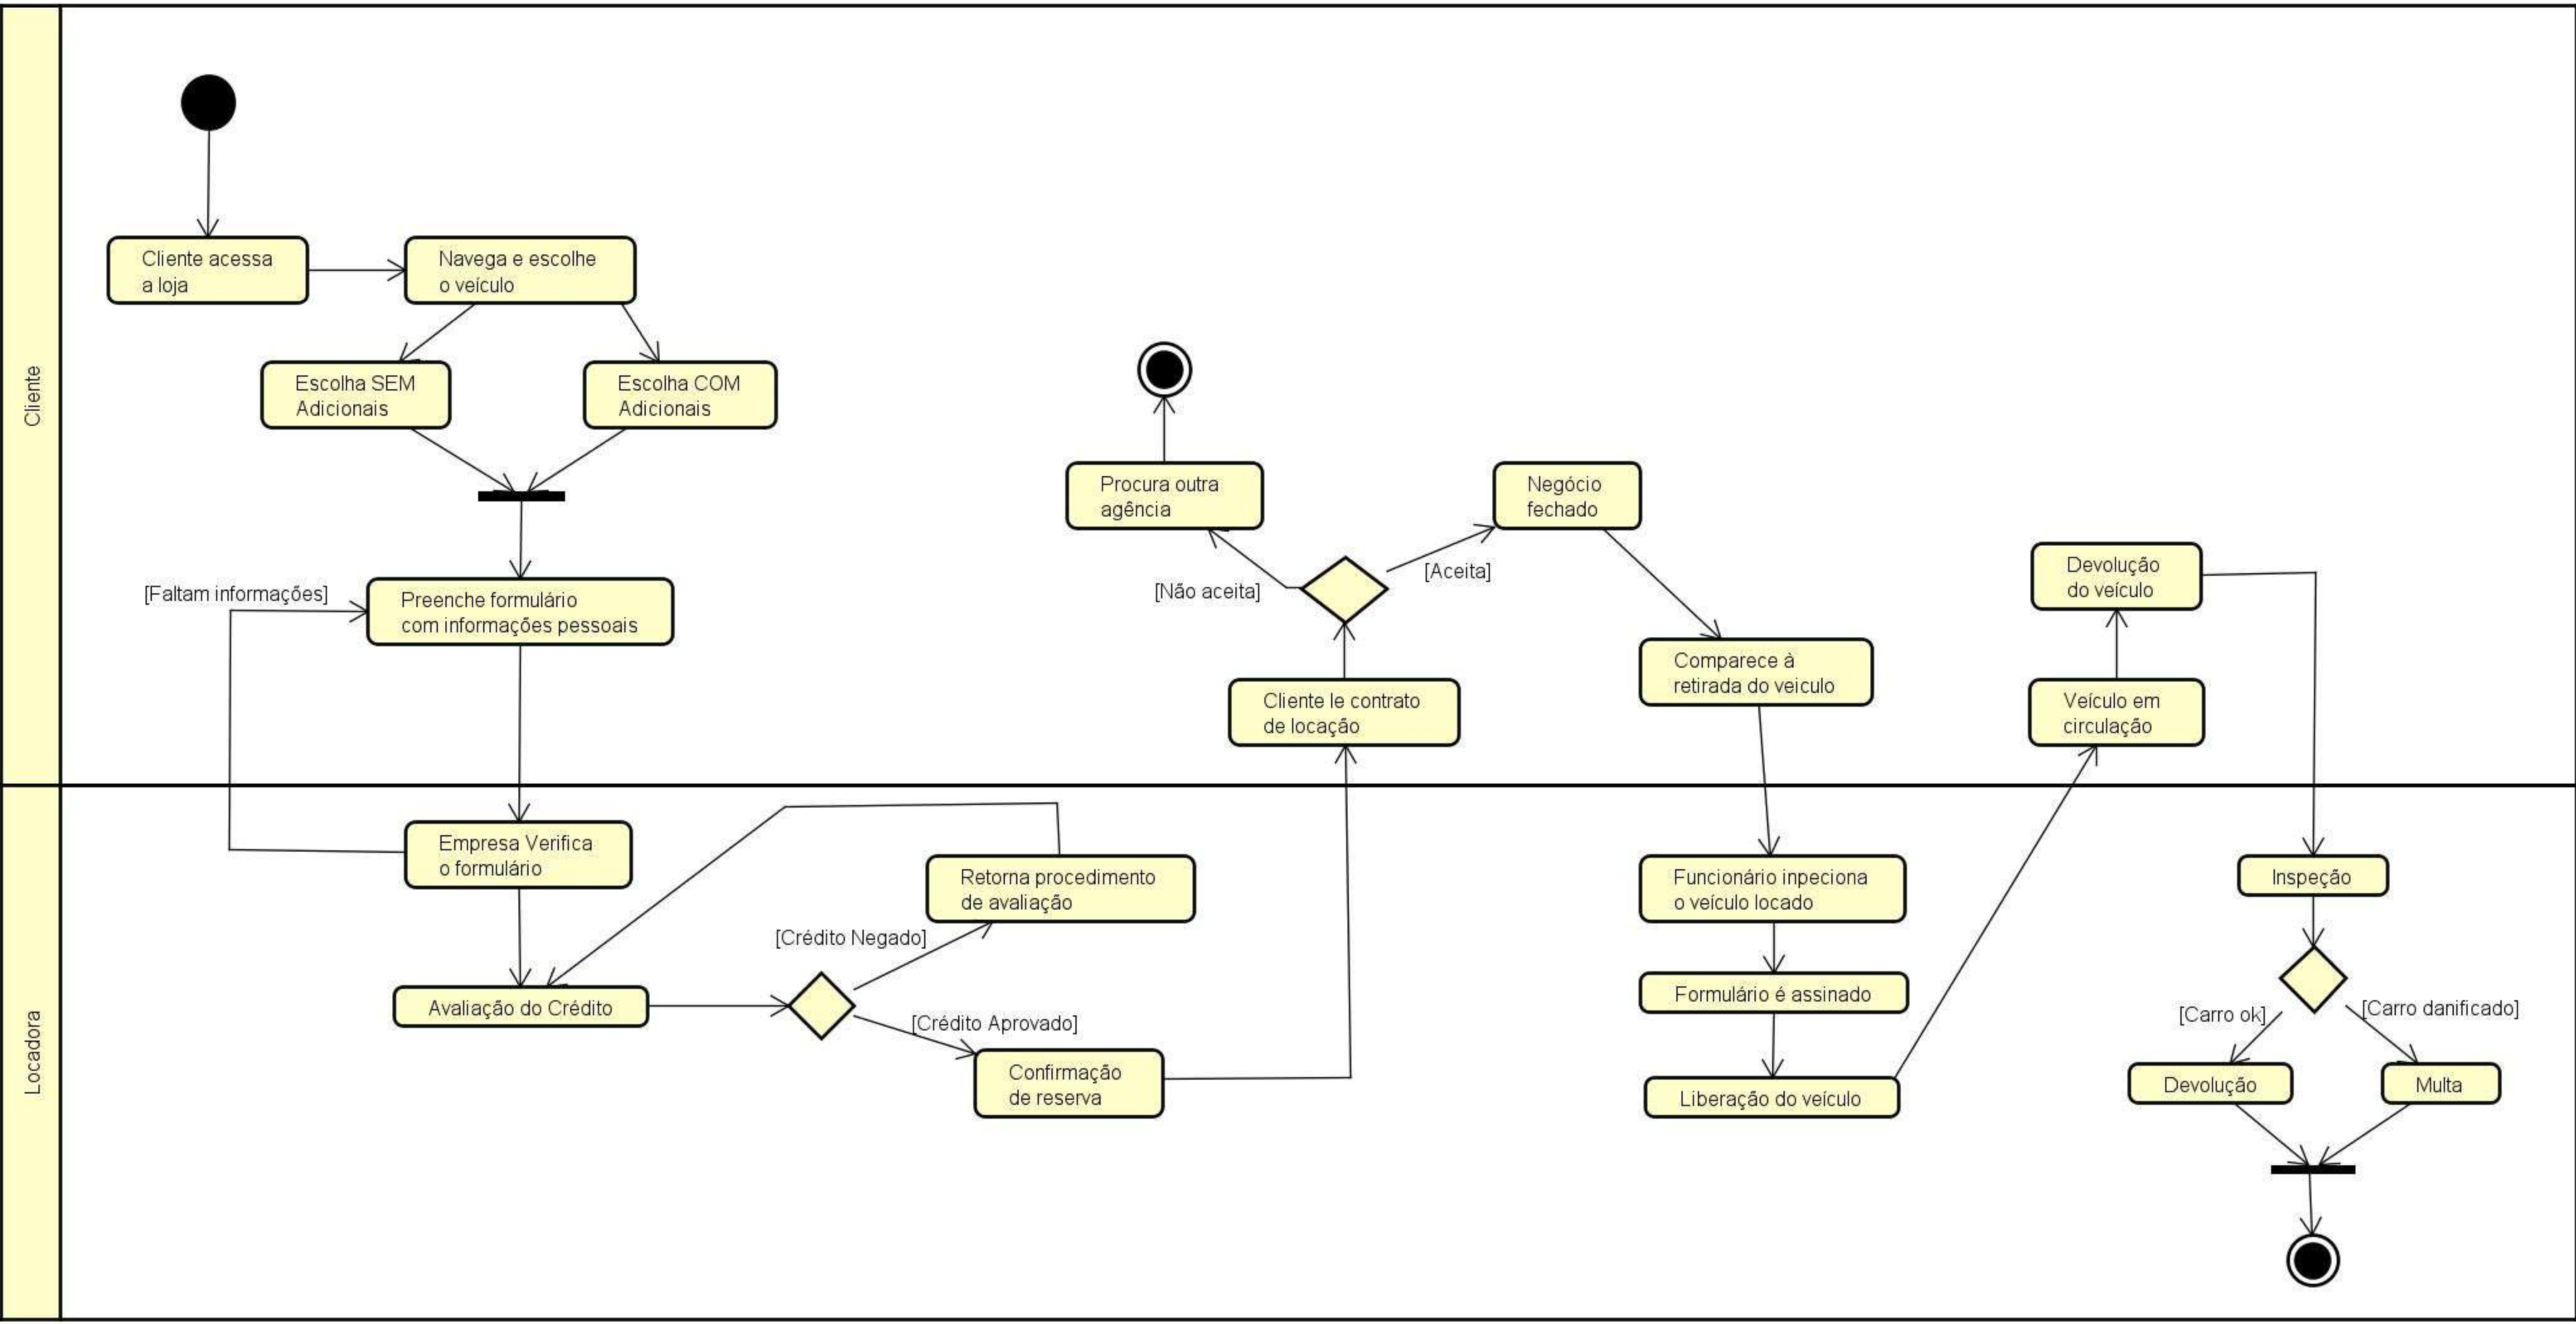 Cliente
Cliente acessa
a loja
Navega e escolhe
o veículo
Escolha SEM
Adicionais
Escolha COM
Adicionais
[Faltam informações]
Preenche formulário
com informações pessoais
Procura outra
agência
Negócio
fechado
[Não aceita]
[Aceita]
Cliente le contrato
de locação
Comparece à
retirada do veiculo
Devolução
do veículo
Veículo em
circulação
Locadora
Empresa Verifica
o formulário
Avaliação do Crédito
Retorna procedimento
de avaliação
[Crédito Negado]
[Crédito Aprovado]
Confirmação
de reserva
Funcionário inpeciona
o veículo locado
Formulário é assinado
Liberação do veículo
Inspeção
[Carro ok]
[Carro danificado]
Devolução
Multa